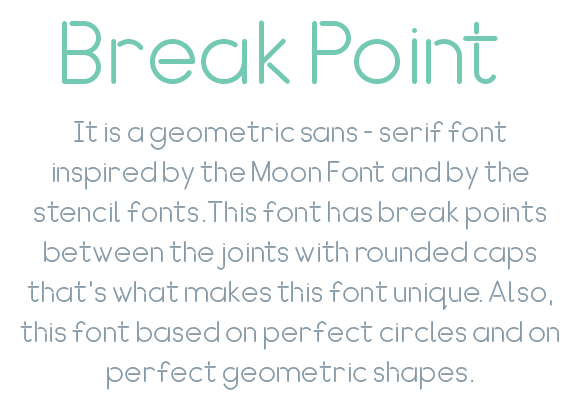 Break Point
It is a geometric sans - serif font
inspired by the Moon Font and by the
stencil fonts.This font has break points
between the joints with rounded caps
that's what makes this font unique. Also,
this font based on perfect circles and on
perfect geometric shapes.